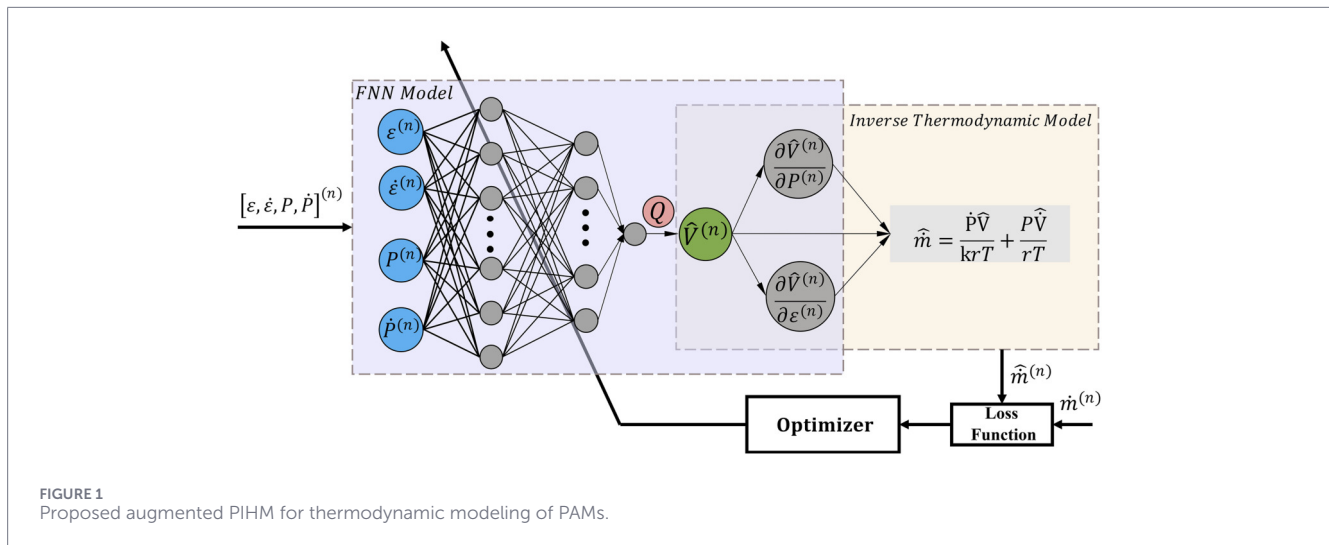 FNN Model
Inverse Thermodynamic Model
ε⁽ⁿ⁾
ε̇⁽ⁿ⁾
P⁽ⁿ⁾
Ṗ⁽ⁿ⁾
[ε, ε̇, P, Ṗ]⁽ⁿ⁾
Q
V̂⁽ⁿ⁾
∂V̂⁽ⁿ⁾
∂P⁽ⁿ⁾
∂V̂⁽ⁿ⁾
∂ε⁽ⁿ⁾
ṁ̂ = ṖV̂/krT + PV̇̂/rT
ṁ̂⁽ⁿ⁾
ṁ⁽ⁿ⁾
Loss
Function
Optimizer
FIGURE 1
Proposed augmented PIHM for thermodynamic modeling of PAMs.